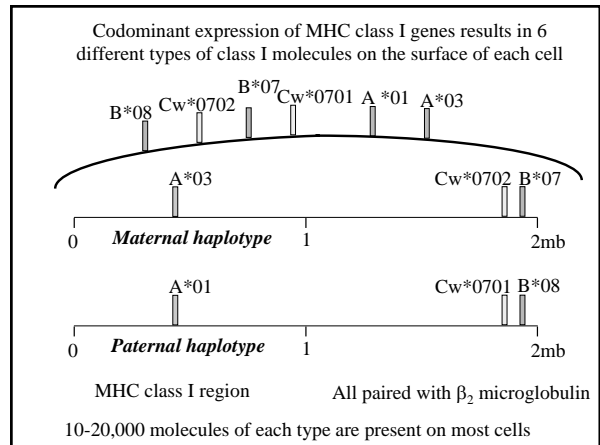 Codominant expression of MHC class I genes results in 6
different types of class I molecules on the surface of each cell
B*08
Cw*0702
B*07
Cw*0701
A *01
A*03
A*03
Cw*0702
B*07
0
Maternal haplotype
1
2mb
A*01
Cw*0701
B*08
0
Paternal haplotype
1
2mb
MHC class I region
All paired with β₂ microglobulin
10-20,000 molecules of each type are present on most cells